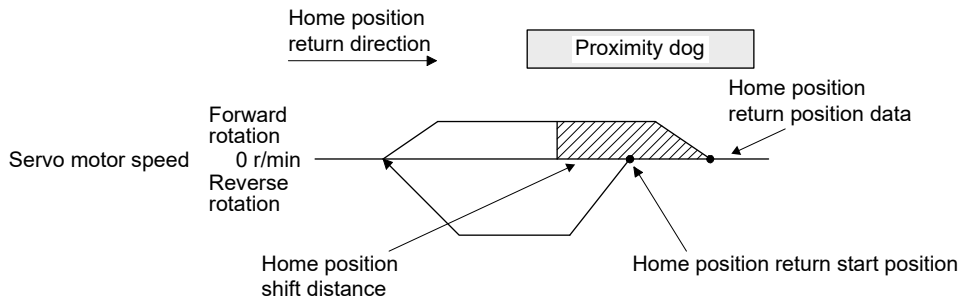 Home position
return direction
Proximity dog
Home position
return position data
Forward
rotation
Servo motor speed 0 r/min
Reverse
rotation
Home position
shift distance
Home position return start position